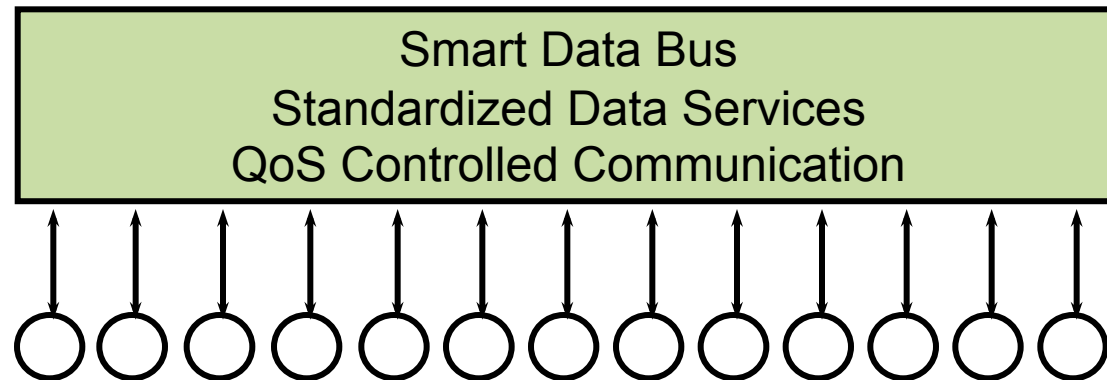 Smart Data Bus
Standardized Data Services
QoS Controlled Communication